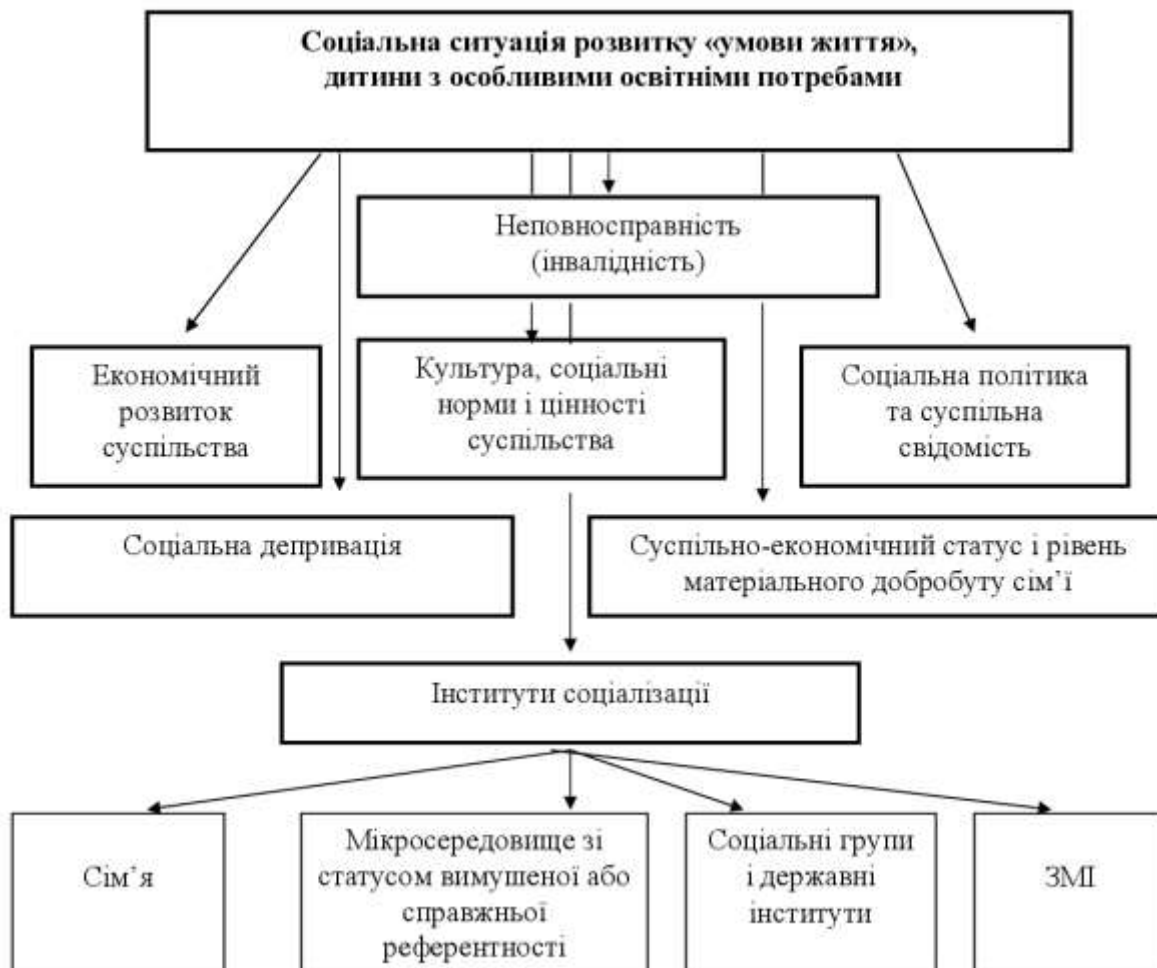 Соціальна ситуація розвитку «умови життя»,
дитини з особливими освітніми потребами
Неповносправність
(інвалідність)
Економічний
розвиток
суспільства
Культура, соціальні
норми і цінності
суспільства
Соціальна політика
та суспільна
свідомість
Соціальна депривація
Суспільно-економічний статус і рівень
матеріального добробуту сім’ї
Інститути соціалізації
Сім’я
Мікросередовище зі
статусом вимушеної або
справжньої
референтності
Соціальні групи
і державні
інститути
ЗМІ